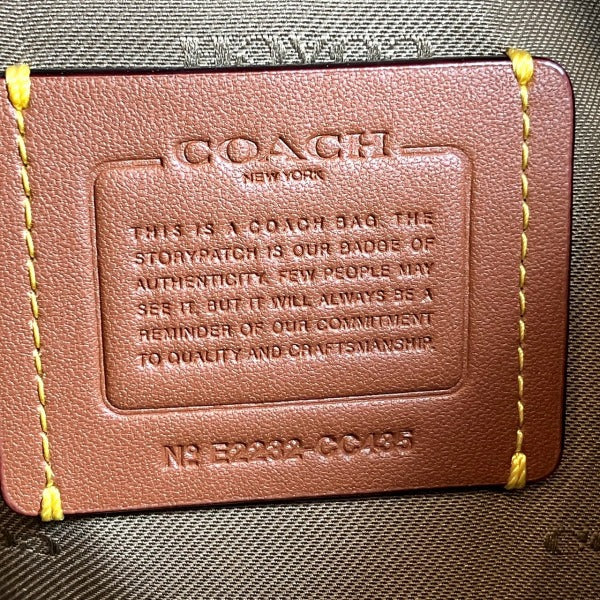 COACH
NEW YORK
THIS IS A COACH BAG. THE
STORYPATCH IS OUR BADGE OF
AUTHENTICITY. FEW PEOPLE MAY
SEE IT, BUT IT WILL ALWAYS BE A
REMINDER OF OUR COMMITMENT
TO QUALITY AND CRAFTSMANSHIP.
Nº E2232-CC435